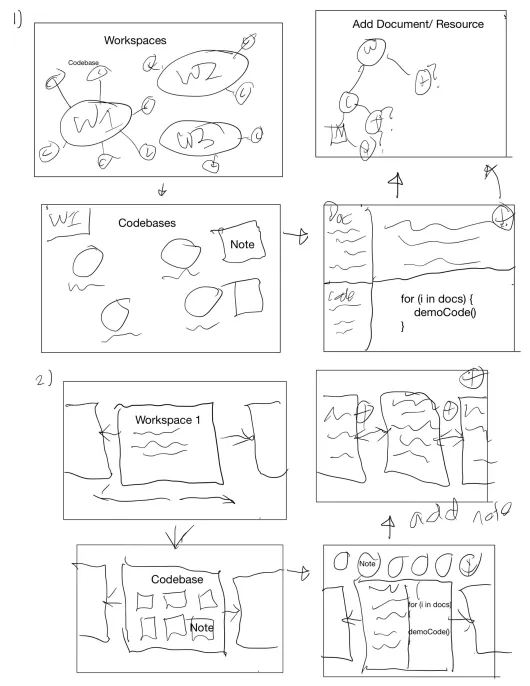 1)
Workspaces
Codebase
W1
W2
W3
C
C
C
C
C
C
C
C
C
C
C
C
Add Document/ Resource
W
C
+?
+?
+?
N
W1
Codebases
Note
Doc
+
Code
for (i in docs) {
demoCode()
}
2)
Workspace 1
+
+
+
add note
Codebase
Note
Note
for (i in docs)
demoCode()